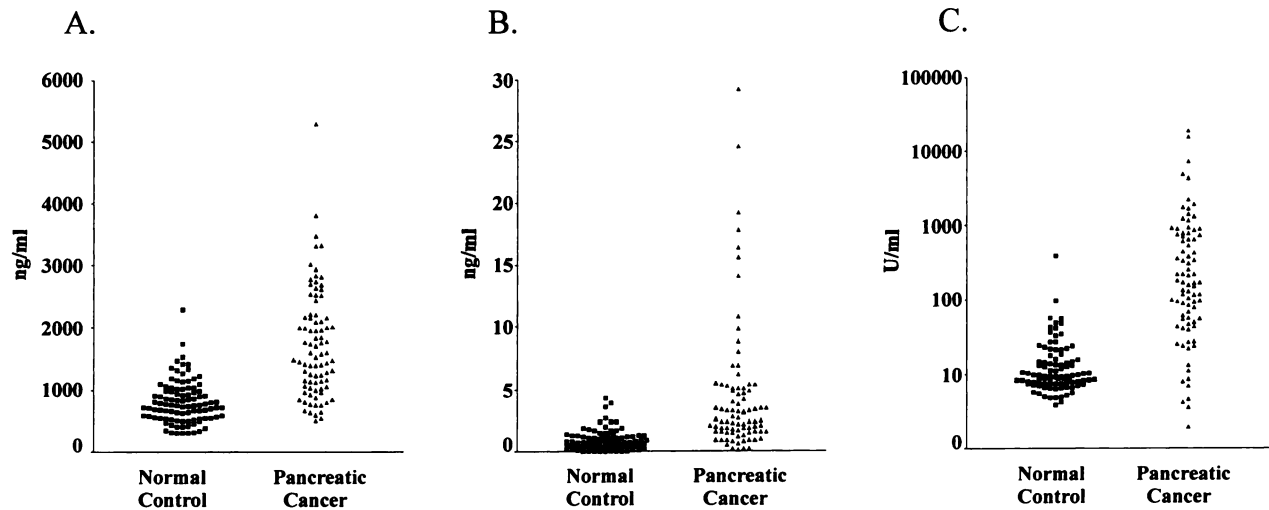 A.
6000
5000
4000
3000
2000
1000
0
ng/ml
Normal Control
Pancreatic Cancer
B.
30
25
20
15
10
5
0
ng/ml
Normal Control
Pancreatic Cancer
C.
100000
10000
1000
100
10
0
U/ml
Normal Control
Pancreatic Cancer